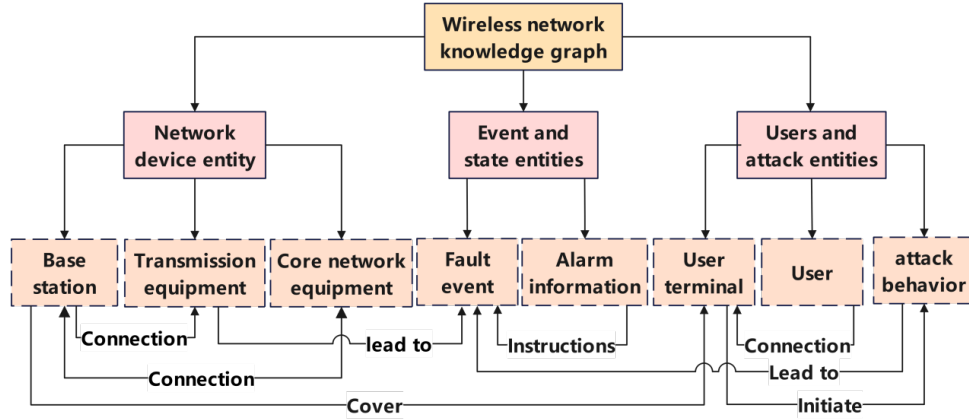 Wireless network
knowledge graph
Network
device entity
Event and
state entities
Users and
attack entities
Base
station
Transmission
equipment
Core network
equipment
Fault
event
Alarm
information
User
terminal
User
attack
behavior
Connection
lead to
Instructions
Connection
Connection
Lead to
Cover
Initiate